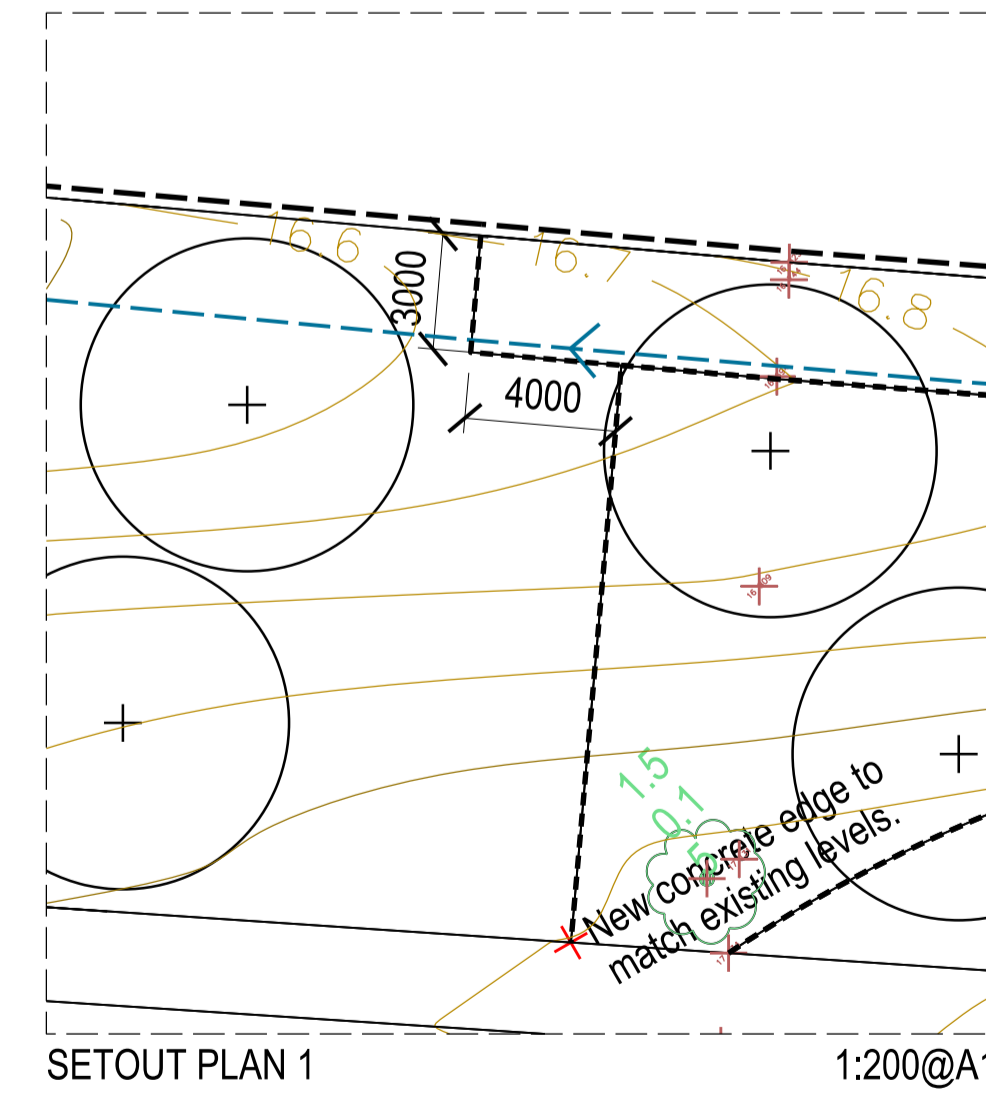 16.6
16.7
16.8
3000
4000
1.5
0.1
5
New concrete edge to
match existing levels.
SETOUT PLAN 1
1:200@A1